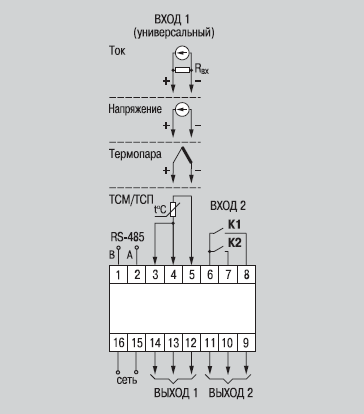 ВХОД 1
(универсальный)
Ток
Rвх
+ −
Напряжение
+ −
Термопара
+ −
ТСМ/ТСП
t°C
ВХОД 2
K1
K2
RS-485
B A
1 2 3 4 5 6 7 8
16 15 14 13 12 11 10 9
сеть
ВЫХОД 1 ВЫХОД 2